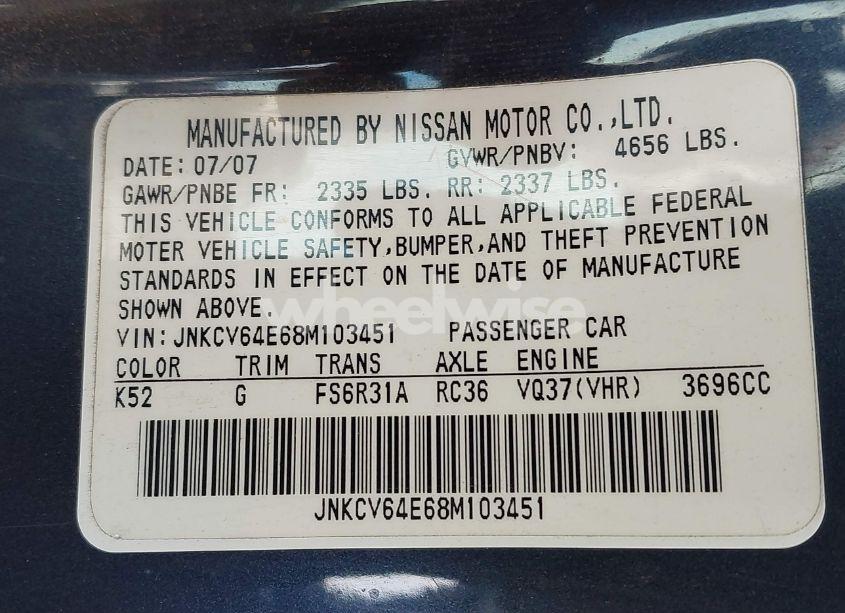 MANUFACTURED BY NISSAN MOTOR CO.,LTD.
DATE: 07/07 GVWR/PNBV: 4656 LBS.
GAWR/PNBE FR: 2335 LBS. RR: 2337 LBS.
THIS VEHICLE CONFORMS TO ALL APPLICABLE FEDERAL
MOTER VEHICLE SAFETY,BUMPER,AND THEFT PREVENTION
STANDARDS IN EFFECT ON THE DATE OF MANUFACTURE
SHOWN ABOVE.
wheelwise
VIN:JNKCV64E68M103451 PASSENGER CAR
COLOR TRIM TRANS AXLE ENGINE
K52 G FS6R31A RC36 VQ37(VHR) 3696CC
JNKCV64E68M103451